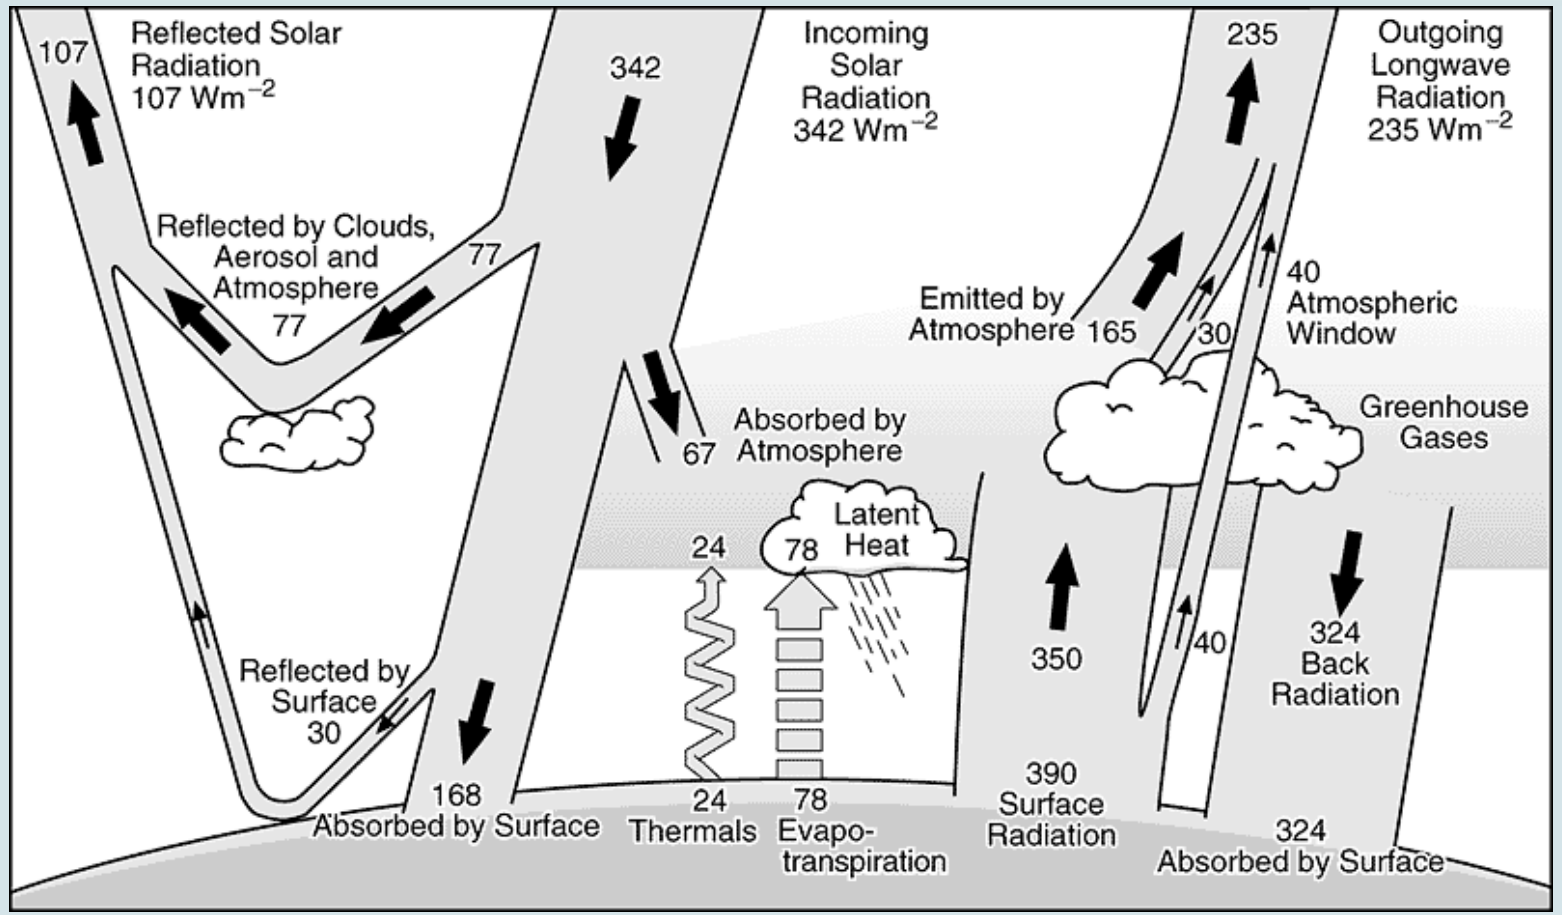 107
Reflected Solar
Radiation
107 Wm⁻²
342
Incoming
Solar
Radiation
342 Wm⁻²
235
Outgoing
Longwave
Radiation
235 Wm⁻²
Reflected by Clouds,
Aerosol and
Atmosphere
77
77
Emitted by
Atmosphere
165
30
40
Atmospheric
Window
Greenhouse
Gases
67
Absorbed by
Atmosphere
Latent
Heat
24
78
350
40
324
Back
Radiation
Reflected by
Surface
30
168
Absorbed by Surface
24
Thermals
78
Evapo-
transpiration
390
Surface
Radiation
324
Absorbed by Surface